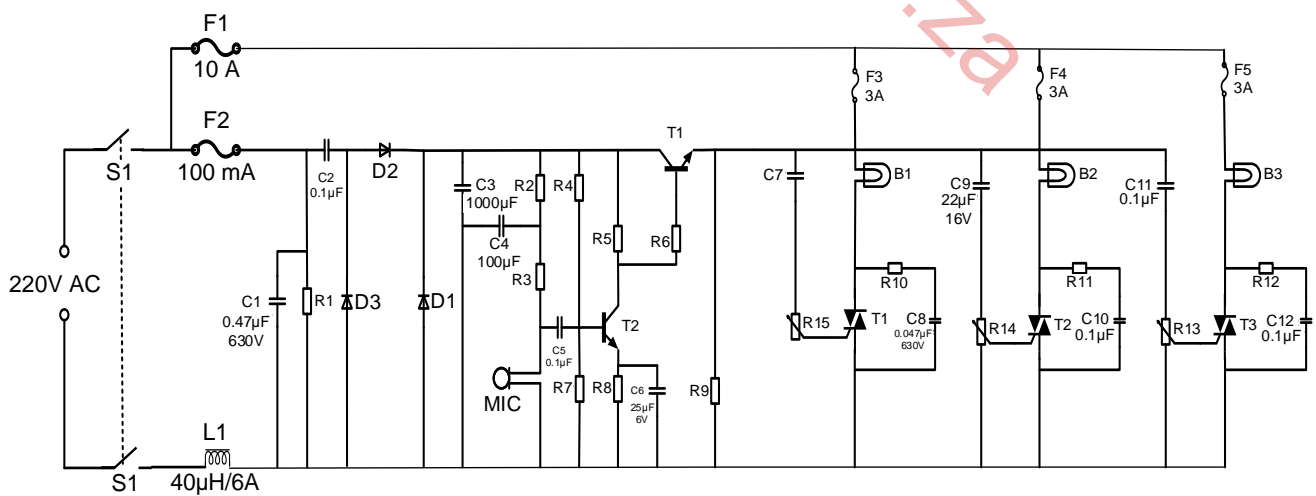 .za
F1
10 A
F3
3A
F4
3A
F5
3A
F2
100 mA
S1
T1
C2
0.1µF
D2
C3
1000µF
R2
R4
C7
B1
C9
22µF
16V
B2
C11
0.1µF
B3
C4
100µF
R5
R6
R3
220V AC
C1
0.47µF
630V
R1
D3
D1
R10
R11
R12
T2
C5
0.1µF
R15
T1
C8
0.047µF
630V
R14
T2
C10
0.1µF
R13
T3
C12
0.1µF
MIC
R7
R8
C6
25µF
6V
R9
L1
S1
40µH/6A